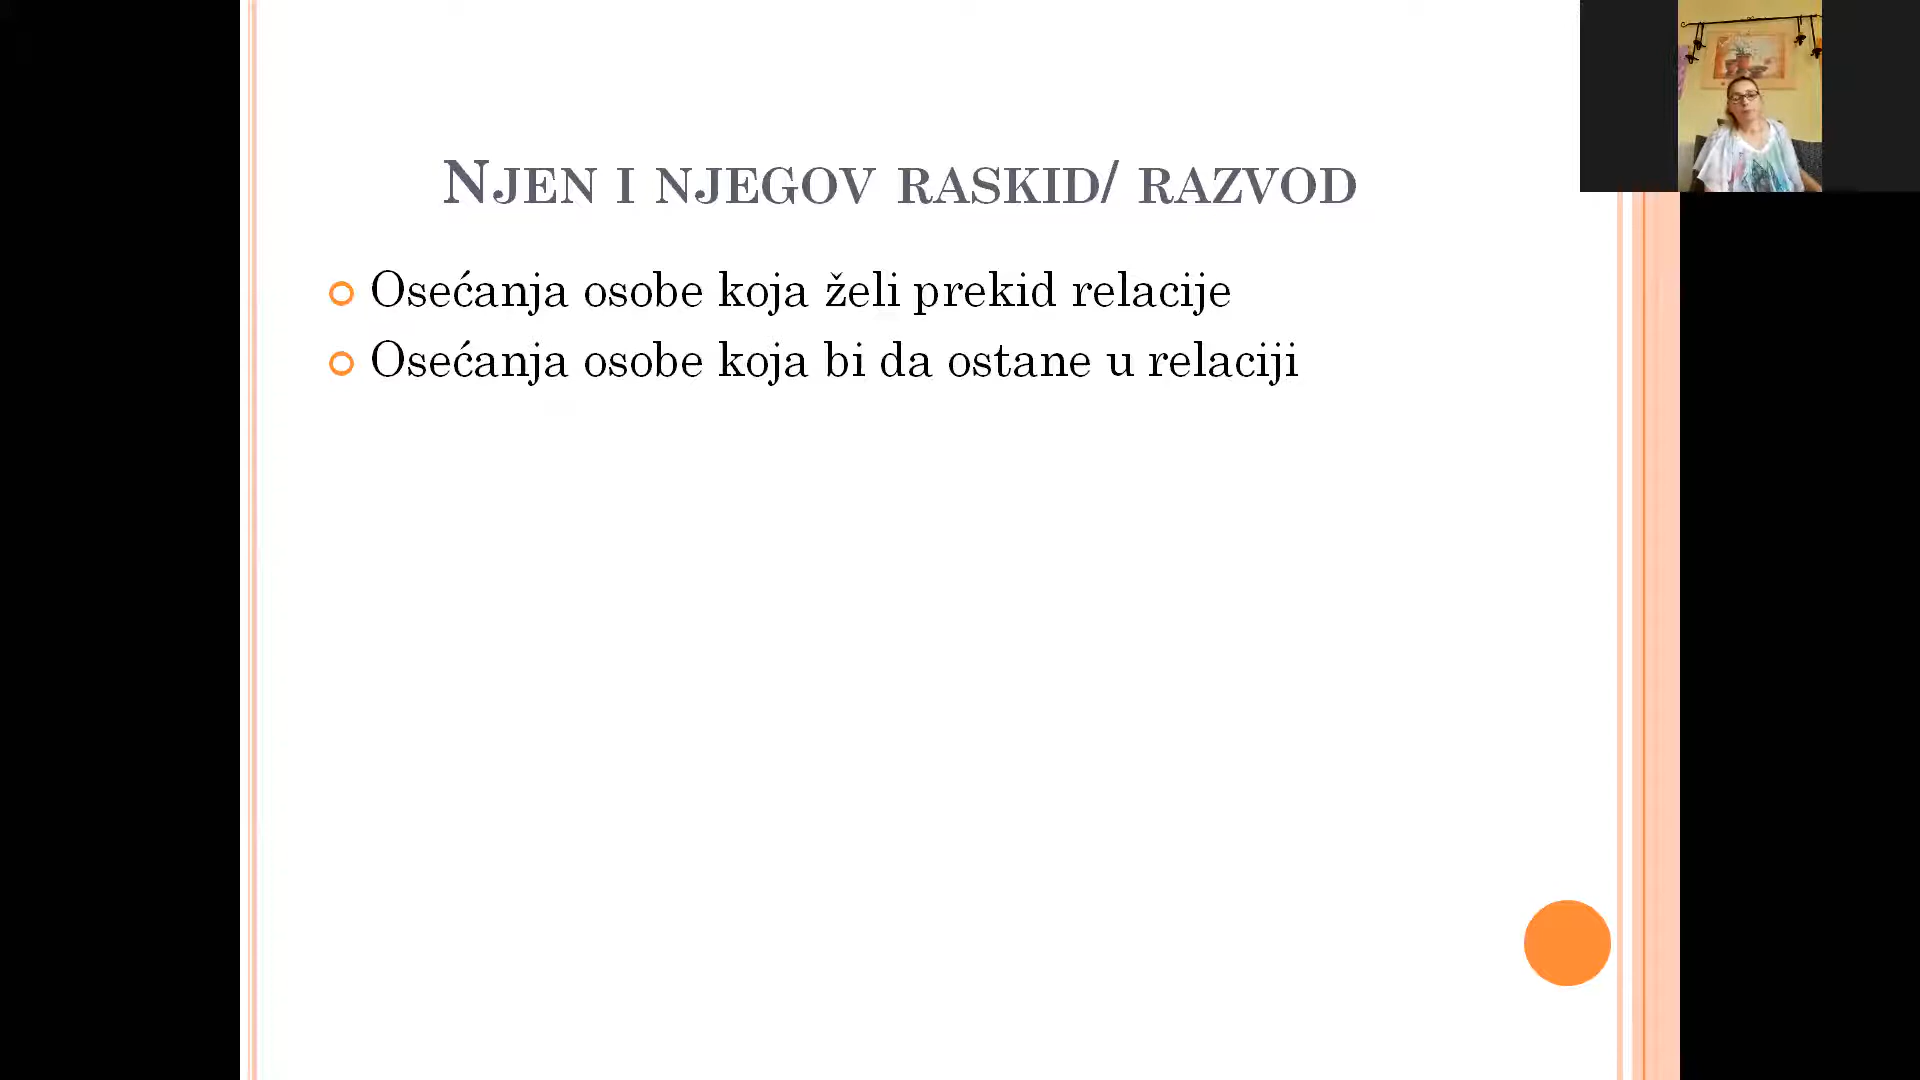 Njen i njegov raskid/ razvod
Osećanja osobe koja želi prekid relacije
Osećanja osobe koja bi da ostane u relaciji